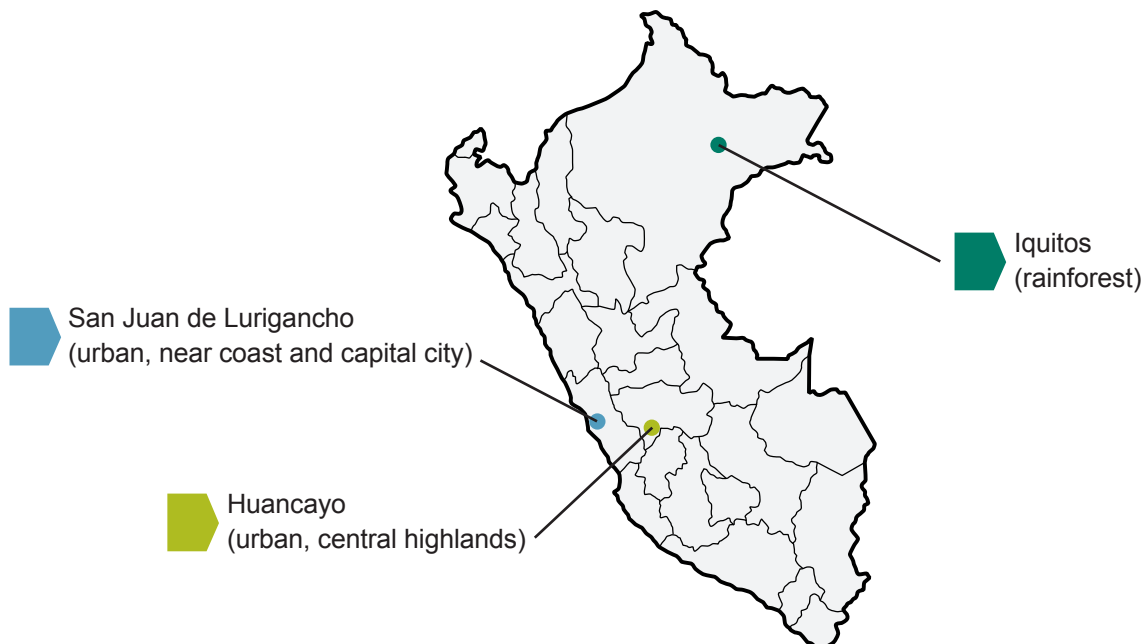 Iquitos
(rainforest)
San Juan de Lurigancho
(urban, near coast and capital city)
Huancayo
(urban, central highlands)